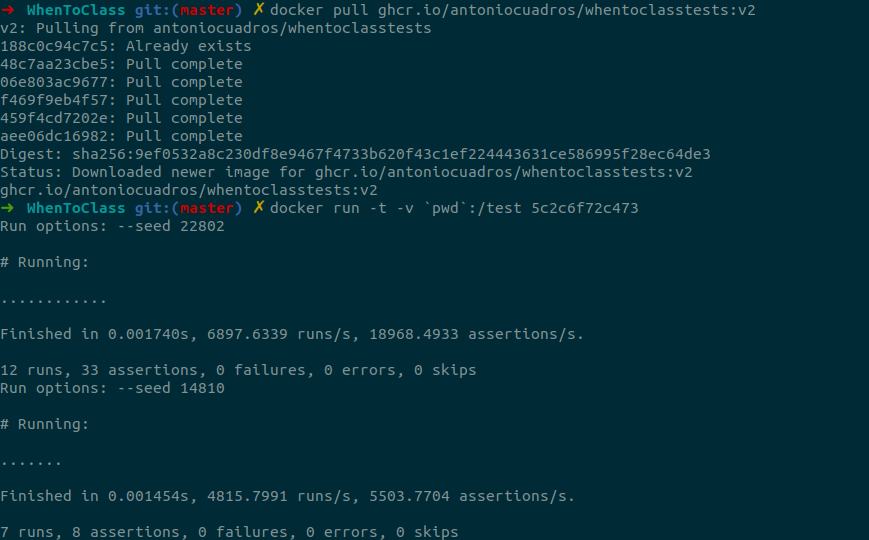 ➜ WhenToClass git:(master) ✗ docker pull ghcr.io/antoniocuadros/whentoclasstests:v2
v2: Pulling from antoniocuadros/whentoclasstests
188c0c94c7c5: Already exists
48c7aa23cbe5: Pull complete
06e803ac9677: Pull complete
f469f9eb4f57: Pull complete
459f4cd7202e: Pull complete
aee06dc16982: Pull complete
Digest: sha256:9ef0532a8c230df8e9467f4733b620f43c1ef224443631ce586995f28ec64de3
Status: Downloaded newer image for ghcr.io/antoniocuadros/whentoclasstests:v2
ghcr.io/antoniocuadros/whentoclasstests:v2
➜ WhenToClass git:(master) ✗ docker run -t -v `pwd`:/test 5c2c6f72c473
Run options: --seed 22802
# Running:
............
Finished in 0.001740s, 6897.6339 runs/s, 18968.4933 assertions/s.
12 runs, 33 assertions, 0 failures, 0 errors, 0 skips
Run options: --seed 14810
# Running:
.......
Finished in 0.001454s, 4815.7991 runs/s, 5503.7704 assertions/s.
7 runs, 8 assertions, 0 failures, 0 errors, 0 skips